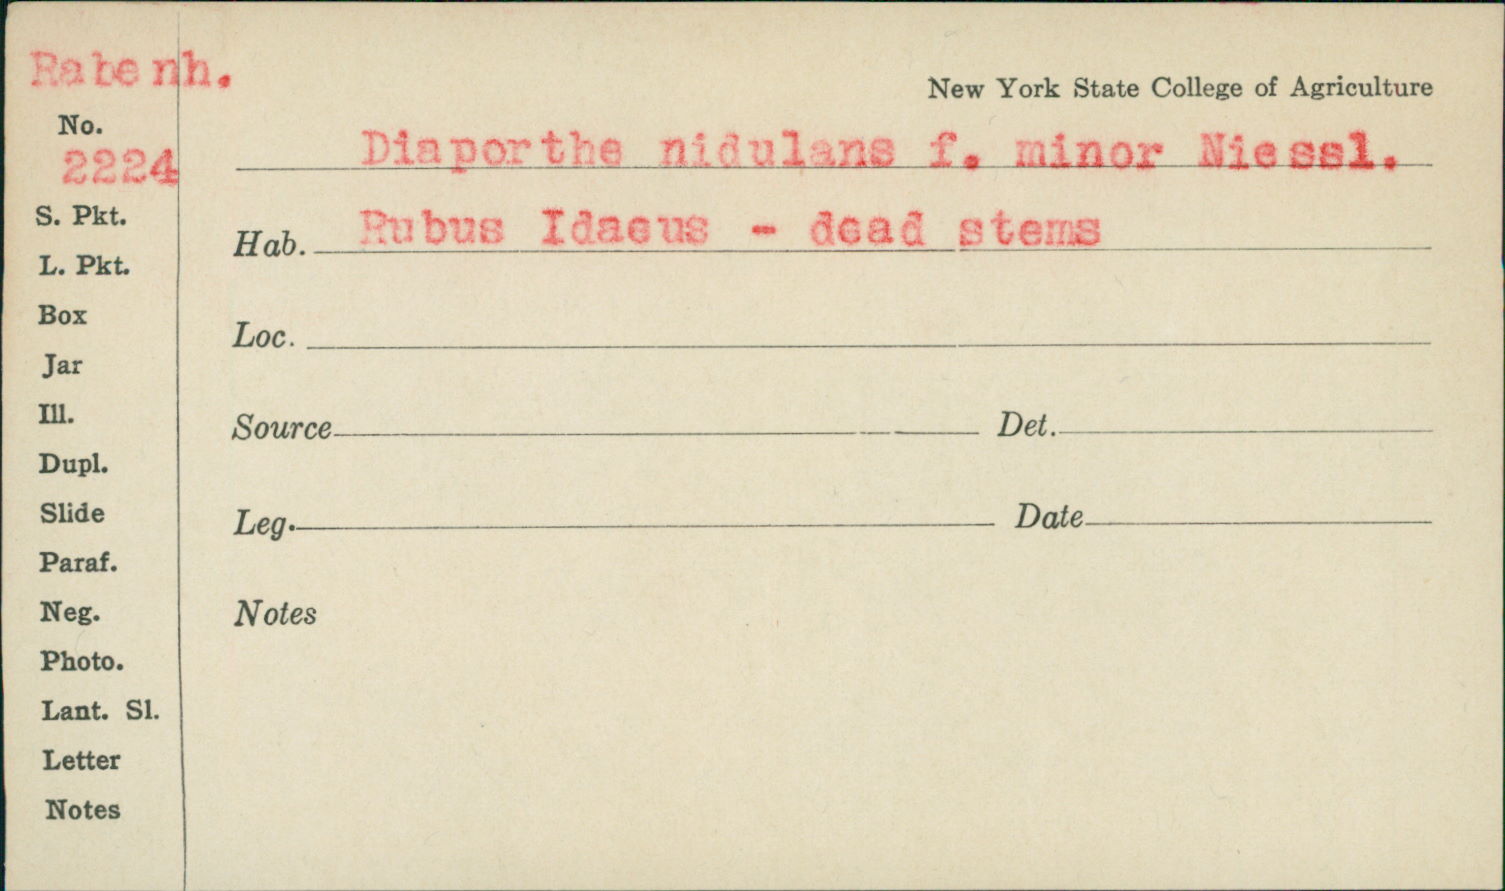 Rabenh.
New York State College of Agriculture
No.
2224
Diaporthe nidulans f. minor Niessl.
S. Pkt.
Hab. Rubus Idaeus - dead stems
L. Pkt.
Box
Loc.
Jar
Ill.
Source Det.
Dupl.
Slide
Leg. Date
Paraf.
Neg.
Notes
Photo.
Lant. Sl.
Letter
Notes